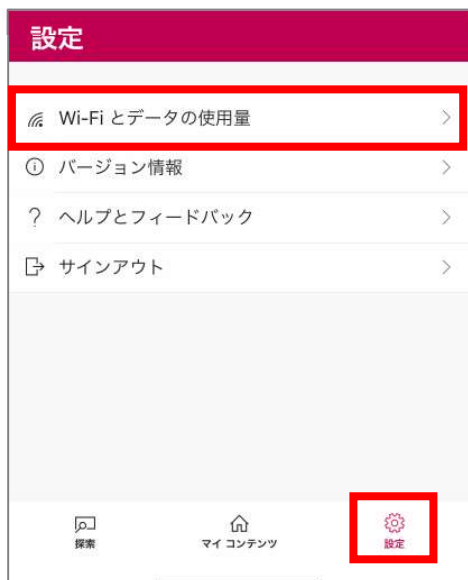 設定
Wi-Fi とデータの使用量
バージョン情報
ヘルプとフィードバック
サインアウト
探索
マイ コンテンツ
設定